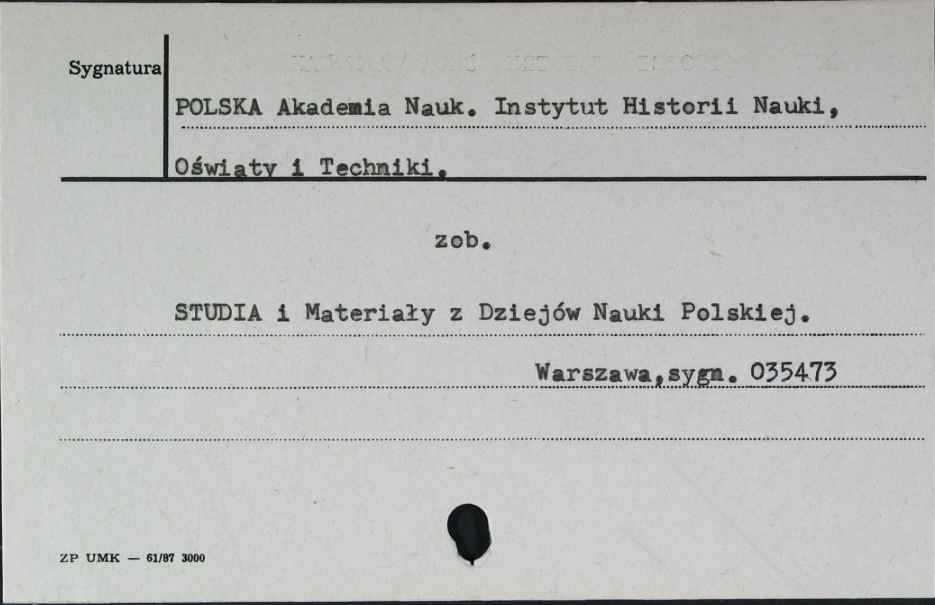 Sygnatura
POLSKA Akademia Nauk. Instytut Historii Nauki,
Oświaty i Techniki.
zob.
STUDIA i Materiały z Dziejów Nauki Polskiej.
Warszawa,sygn. 035473
ZP UMK — 61/87 3000